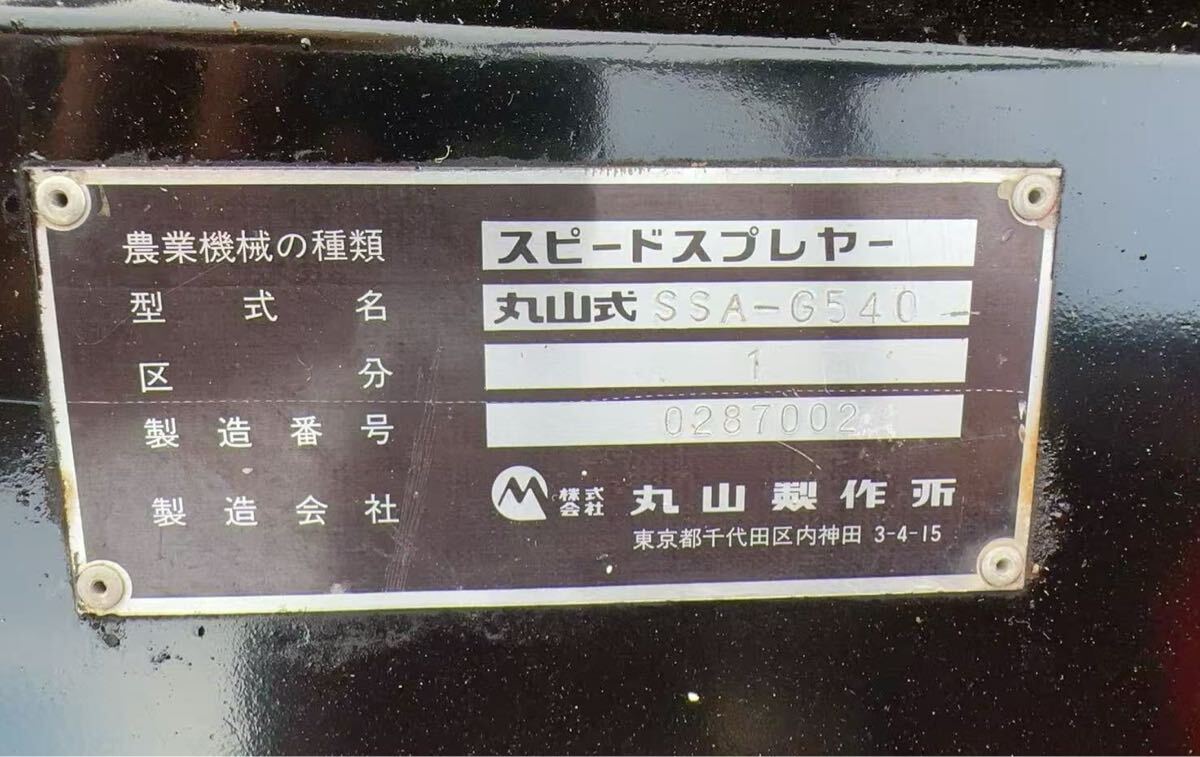 農業機械の種類 スピードスプレヤー
型式名 丸山式 SSA-G540
区分 1
製造番号 0287002
製造会社 株式会社 丸山製作所
東京都千代田区内神田 3-4-15